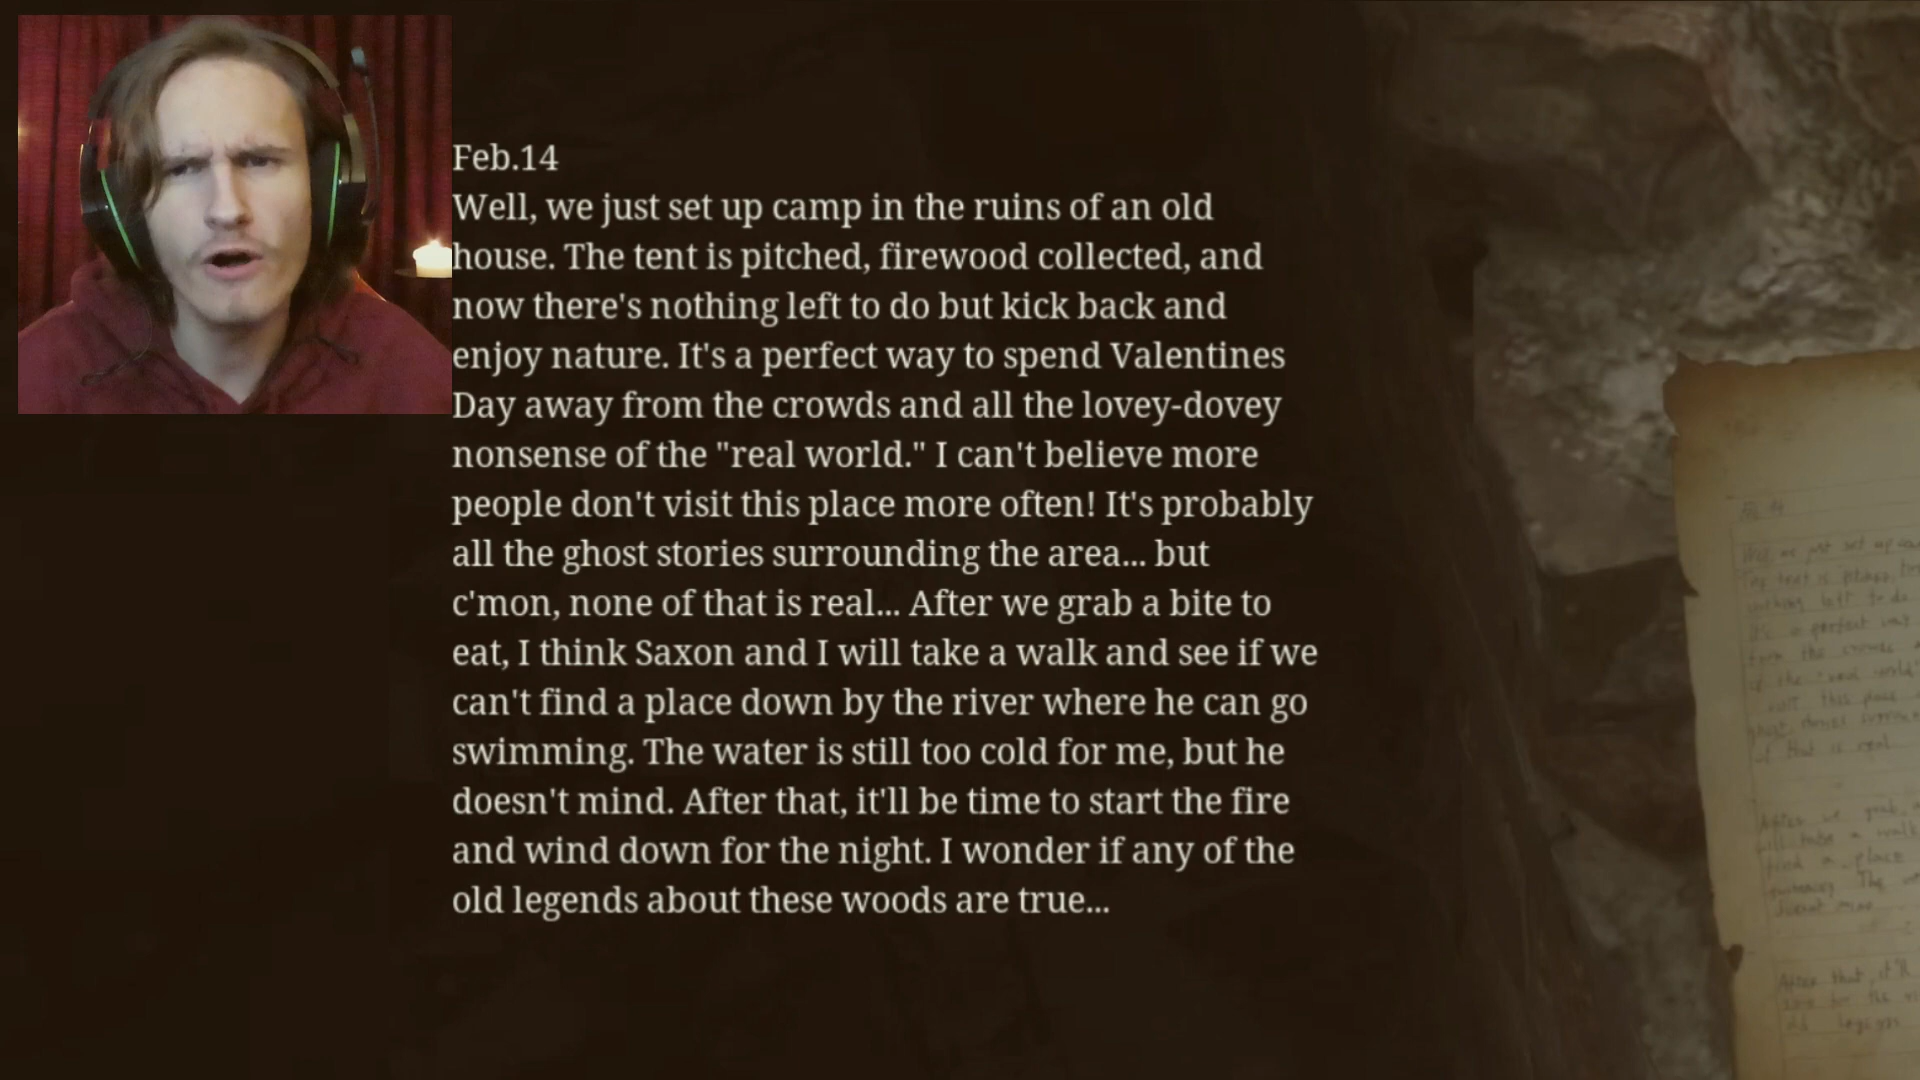 Feb.14
Well, we just set up camp in the ruins of an old
house. The tent is pitched, firewood collected, and
now there's nothing left to do but kick back and
enjoy nature. It's a perfect way to spend Valentines
Day away from the crowds and all the lovey-dovey
nonsense of the "real world." I can't believe more
people don't visit this place more often! It's probably
all the ghost stories surrounding the area... but
c'mon, none of that is real... After we grab a bite to
eat, I think Saxon and I will take a walk and see if we
can't find a place down by the river where he can go
swimming. The water is still too cold for me, but he
doesn't mind. After that, it'll be time to start the fire
and wind down for the night. I wonder if any of the
old legends about these woods are true...